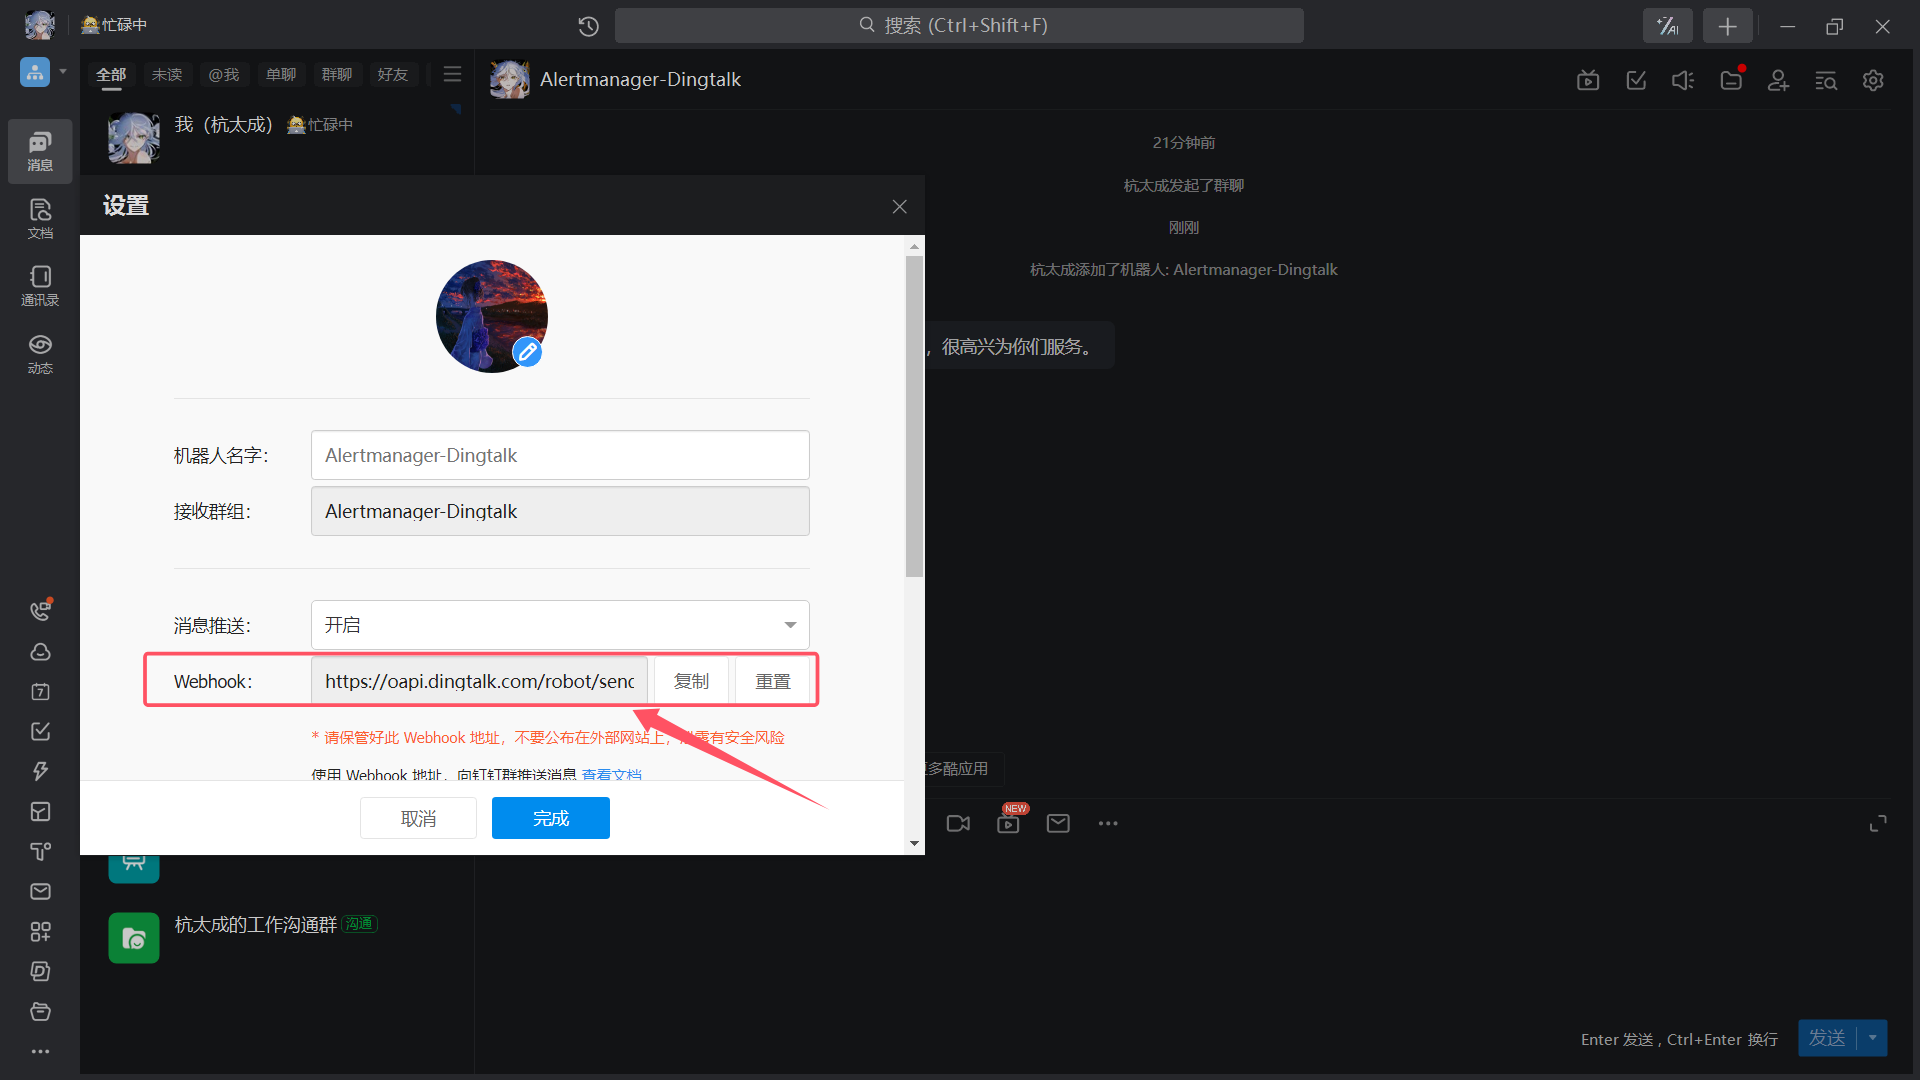 忙碌中
搜索 (Ctrl+Shift+F)
全部 未读 @我 单聊 群聊 好友
Alertmanager-Dingtalk
我（杭太成） 忙碌中
消息
文档
通讯录
动态
7
21分钟前
杭太成发起了群聊
刚刚
杭太成添加了机器人: Alertmanager-Dingtalk
，很高兴为你们服务。
设置
机器人名字: Alertmanager-Dingtalk
接收群组: Alertmanager-Dingtalk
消息推送: 开启
Webhook: https://oapi.dingtalk.com/robot/send 复制 重置
* 请保管好此 Webhook 地址，不要公布在外部网站上，泄露有安全风险
使用 Webhook 地址，向钉钉群推送消息 查看文档
取消 完成
多酷应用
NEW
杭太成的工作沟通群 沟通
Enter 发送 , Ctrl+Enter 换行 发送